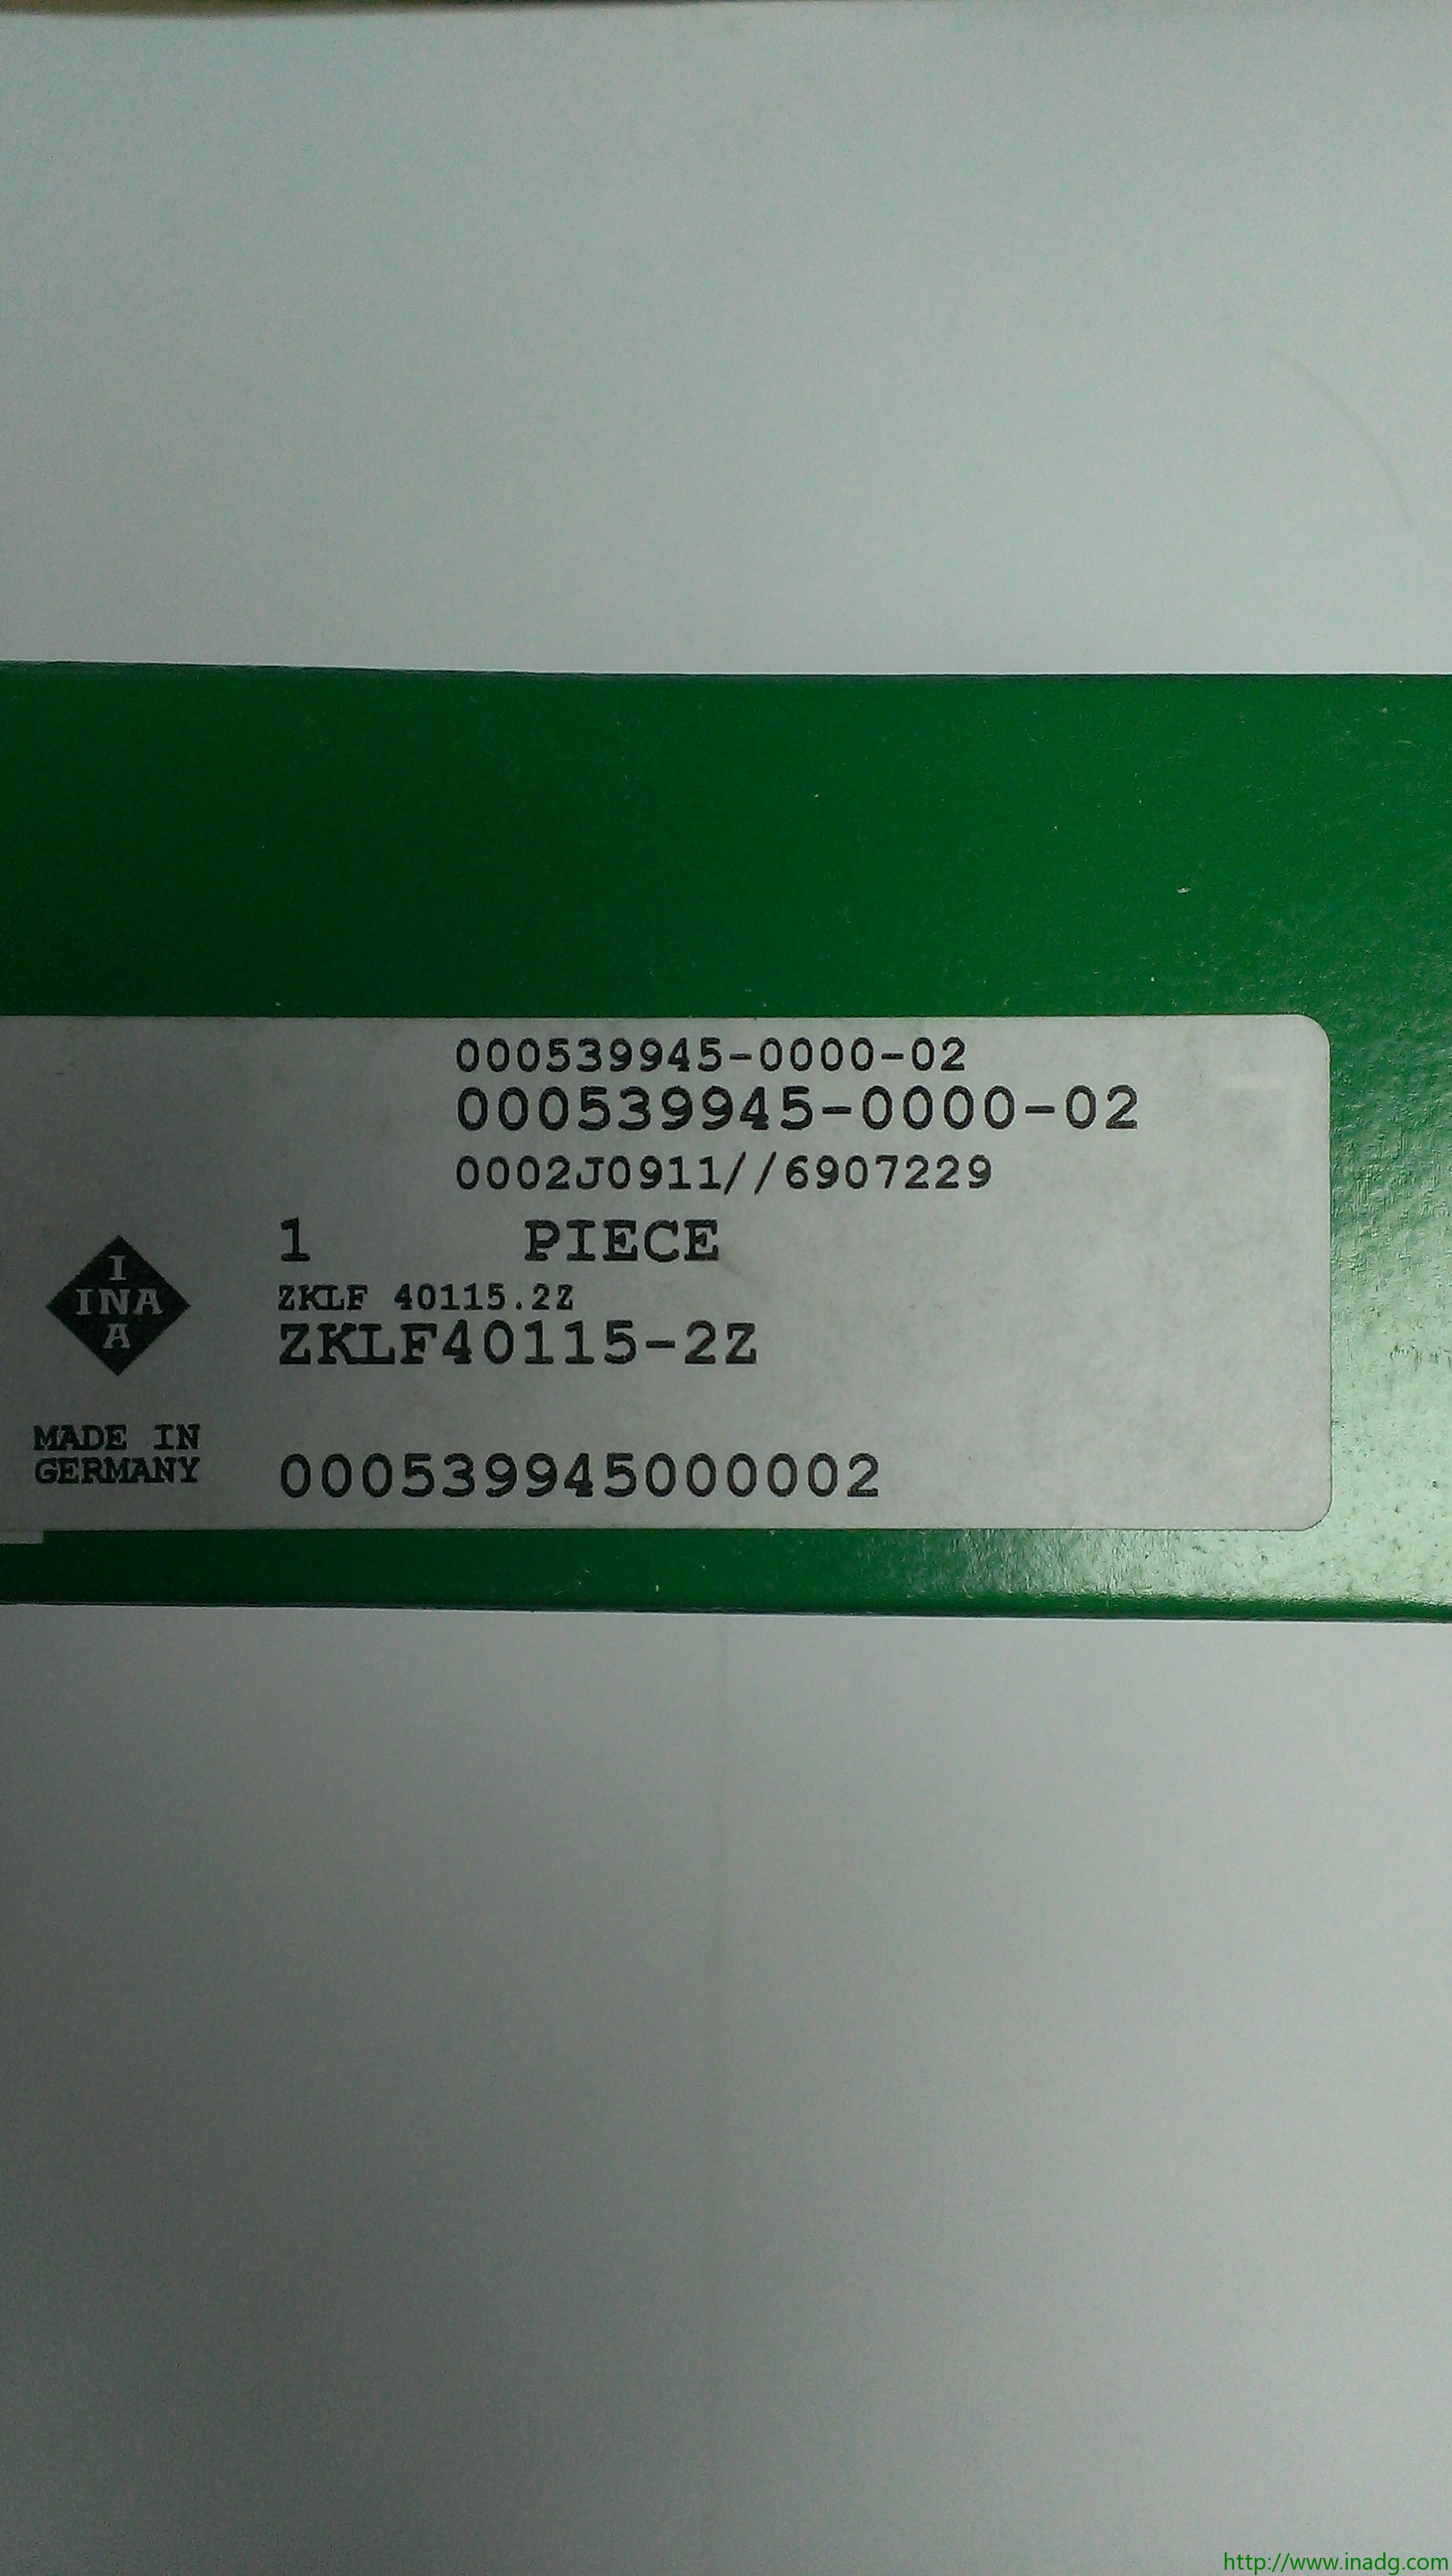 000539945-0000-02
000539945-0000-02
0002J0911//6907229
1 PIECE
I
INA
A
ZKLF 40115.2Z
ZKLF40115-2Z
MADE IN
GERMANY
000539945000002
http://www.inadg.com